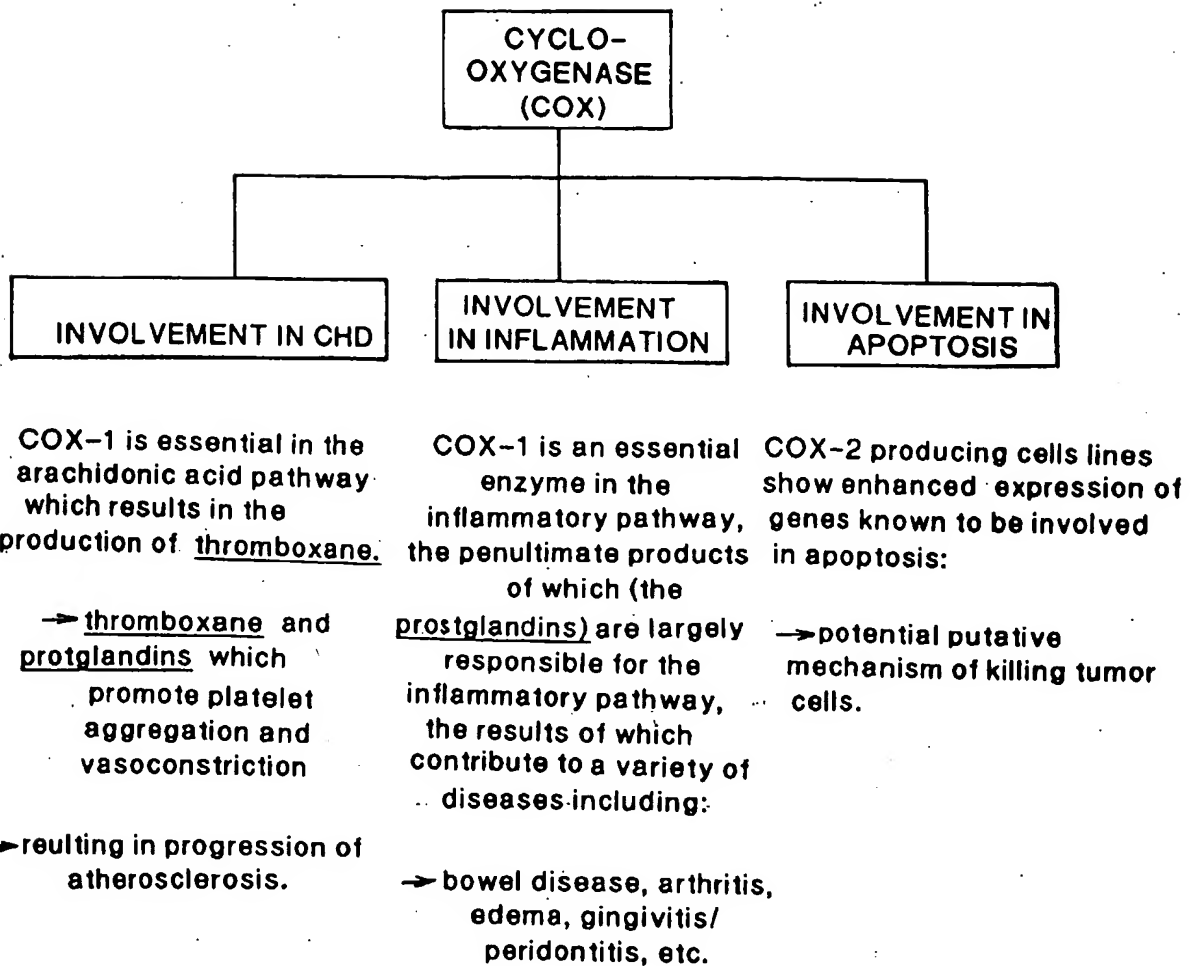 CYCLO-
OXYGENASE
(COX)
INVOLVEMENT IN CHD
INVOLVEMENT
IN INFLAMMATION
INVOLVEMENT IN
APOPTOSIS
COX-1 is essential in the
arachidonic acid pathway
which results in the
production of thromboxane.
→ thromboxane and
protglandins which
promote platelet
aggregation and
vasoconstriction
→ reulting in progression of
atherosclerosis.
COX-1 is an essential
enzyme in the
inflammatory pathway,
the penultimate products
of which (the
prostglandins) are largely
responsible for the
inflammatory pathway,
the results of which
contribute to a variety of
diseases including:
→ bowel disease, arthritis,
edema, gingivitis/
peridontitis, etc.
COX-2 producing cells lines
show enhanced expression of
genes known to be involved
in apoptosis:
→ potential putative
mechanism of killing tumor
cells.